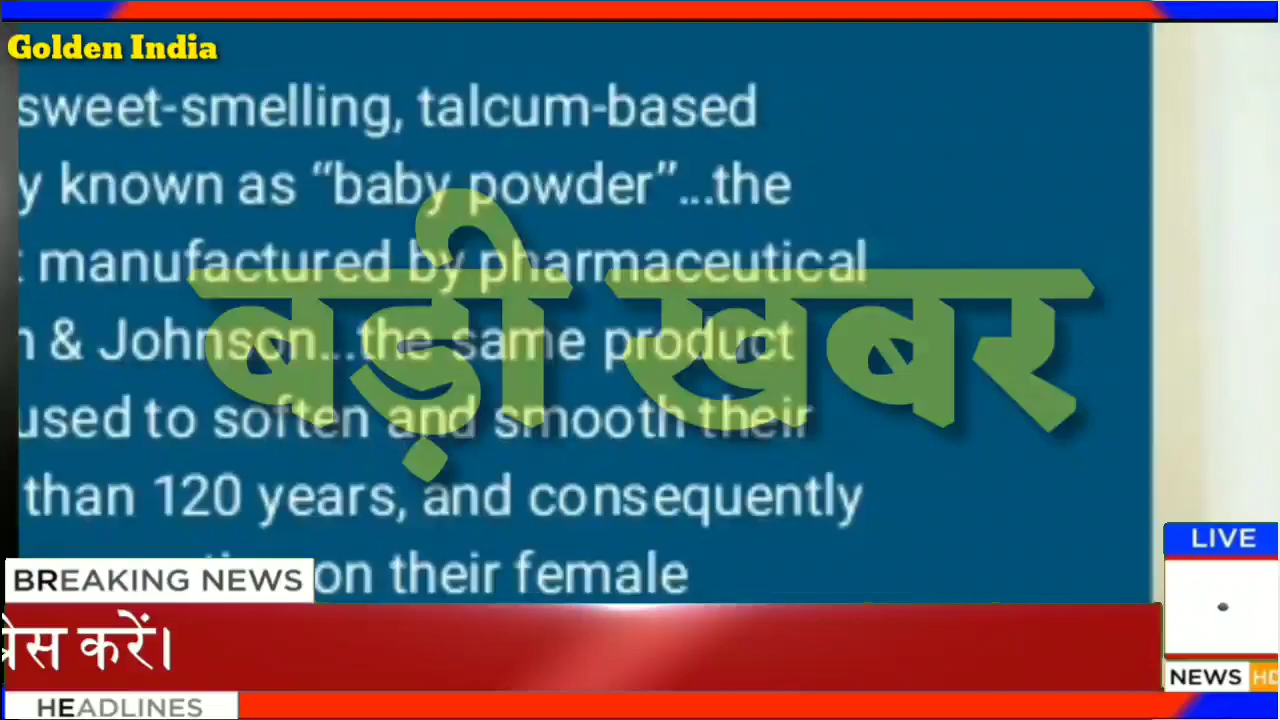 Golden India
sweet-smelling, talcum-based
y known as “baby powder”...the
manufactured by pharmaceutical
& Johnson...the same product
used to soften and smooth their
than 120 years, and consequently
on their female
बड़ी खबर
LIVE
BREAKING NEWS
प्रेस करें।
NEWS HD
HEADLINES